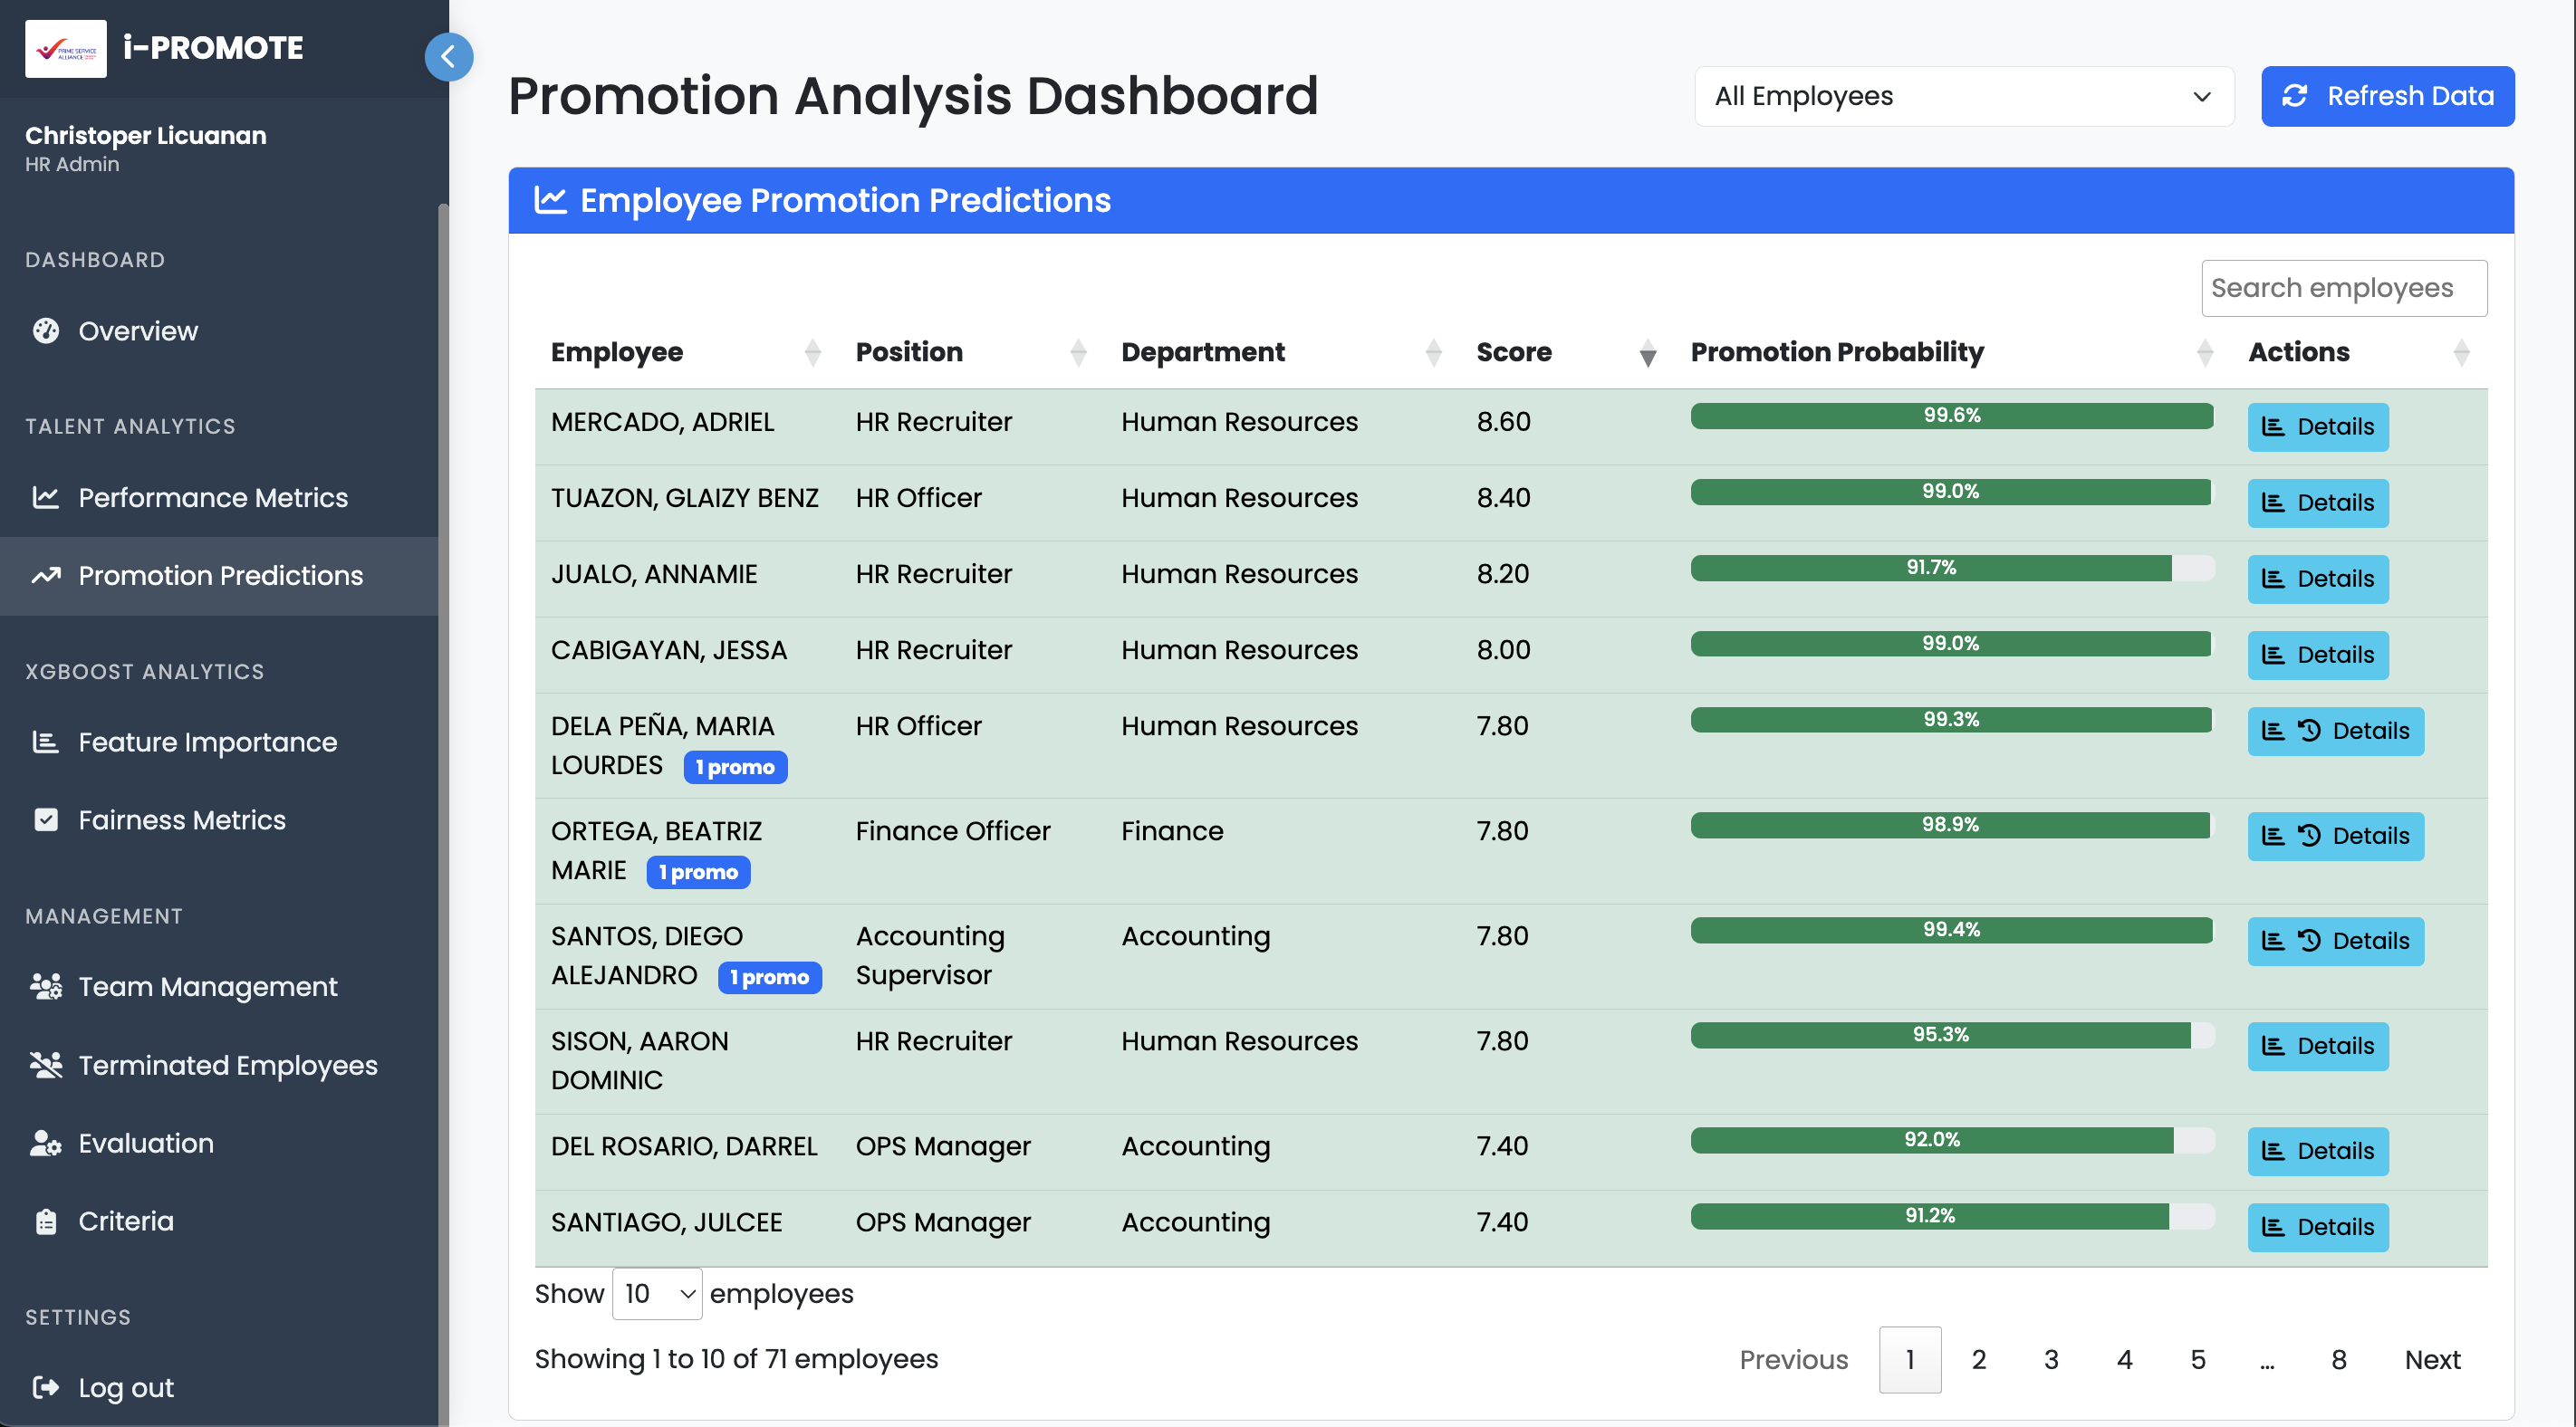 PRIME SERVICE
ALLIANCE
i-PROMOTE
Christoper Licuanan
HR Admin
DASHBOARD
Overview
TALENT ANALYTICS
Performance Metrics
Promotion Predictions
XGBOOST ANALYTICS
Feature Importance
Fairness Metrics
MANAGEMENT
Team Management
Terminated Employees
Evaluation
Criteria
SETTINGS
Log out
Promotion Analysis Dashboard
All Employees
Refresh Data
Employee Promotion Predictions
Search employees
Employee Position Department Score Promotion Probability Actions
MERCADO, ADRIEL HR Recruiter Human Resources 8.60 99.6% Details
TUAZON, GLAIZY BENZ HR Officer Human Resources 8.40 99.0% Details
JUALO, ANNAMIE HR Recruiter Human Resources 8.20 91.7% Details
CABIGAYAN, JESSA HR Recruiter Human Resources 8.00 99.0% Details
DELA PEÑA, MARIA HR Officer Human Resources 7.80 99.3% Details
LOURDES 1 promo
ORTEGA, BEATRIZ Finance Officer Finance 7.80 98.9% Details
MARIE 1 promo
SANTOS, DIEGO Accounting Accounting 7.80 99.4% Details
ALEJANDRO 1 promo Supervisor
SISON, AARON HR Recruiter Human Resources 7.80 95.3% Details
DOMINIC
DEL ROSARIO, DARREL OPS Manager Accounting 7.40 92.0% Details
SANTIAGO, JULCEE OPS Manager Accounting 7.40 91.2% Details
Show 10 employees
Showing 1 to 10 of 71 employees
Previous 1 2 3 4 5 ... 8 Next